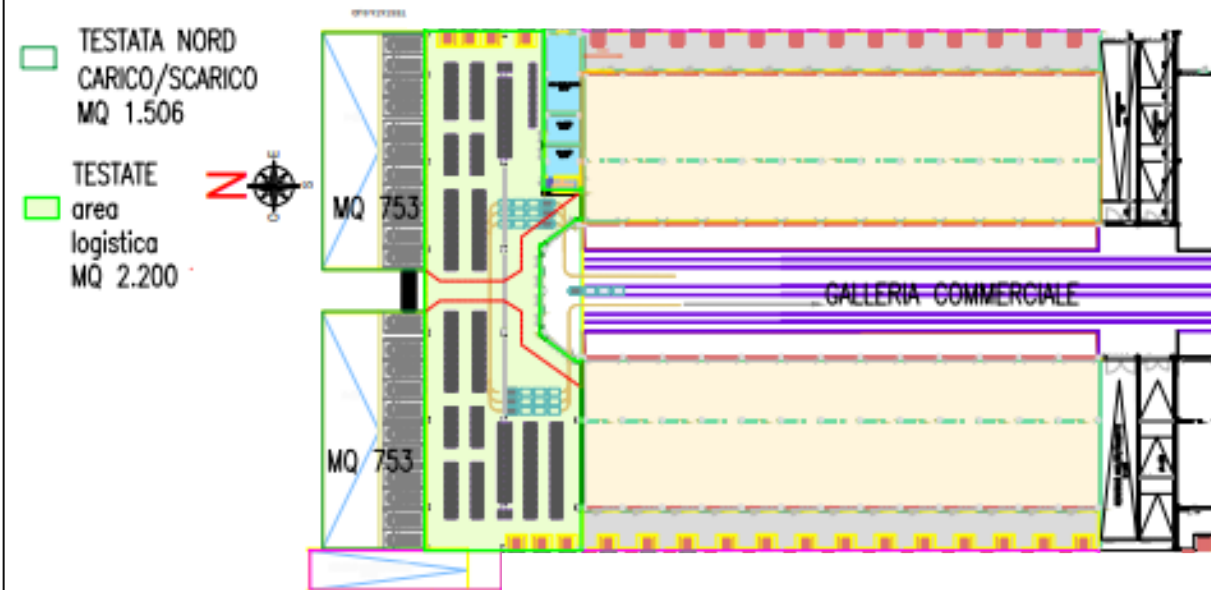 TESTATA NORD
CARICO/SCARICO
MQ 1.506
TESTATE
area
logistica
MQ 2.200
N
E
S
O
MQ 753
GALLERIA COMMERCIALE
MQ 753